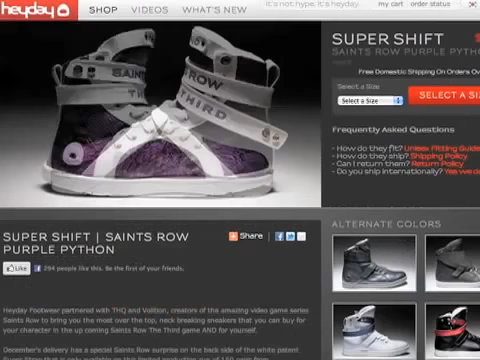 heyday
SHOP
VIDEOS
WHAT'S NEW
It's not hype. It's heyday.
my cart
order status
SUPER SHIFT
SAINTS ROW PURPLE PYTHO
Free Domestic Shipping On Orders Ov
Select a Size
Select a Size
SELECT A SI
Frequently Asked Questions
- How do they fit? Unisex Fitting Guide
- How do they ship? Shipping Policy
- Can I return them? Return Policy
- Do you ship internationally? Yes we
SAINTS ROW
THE THIRD
SUPER SHIFT | SAINTS ROW
PURPLE PYTHON
Share
Like
294 people like this. Be the first of your friends.
ALTERNATE COLORS
Heyday Footwear partnered with THQ and Volition, creators of the amazing video game series
Saints Row to bring you the most over the top, neck breaking sneakers that you can buy for
your character in the up coming Saints Row The Third game AND for yourself.
December's delivery has a special Saints Row surprise on the back side of the white patent!